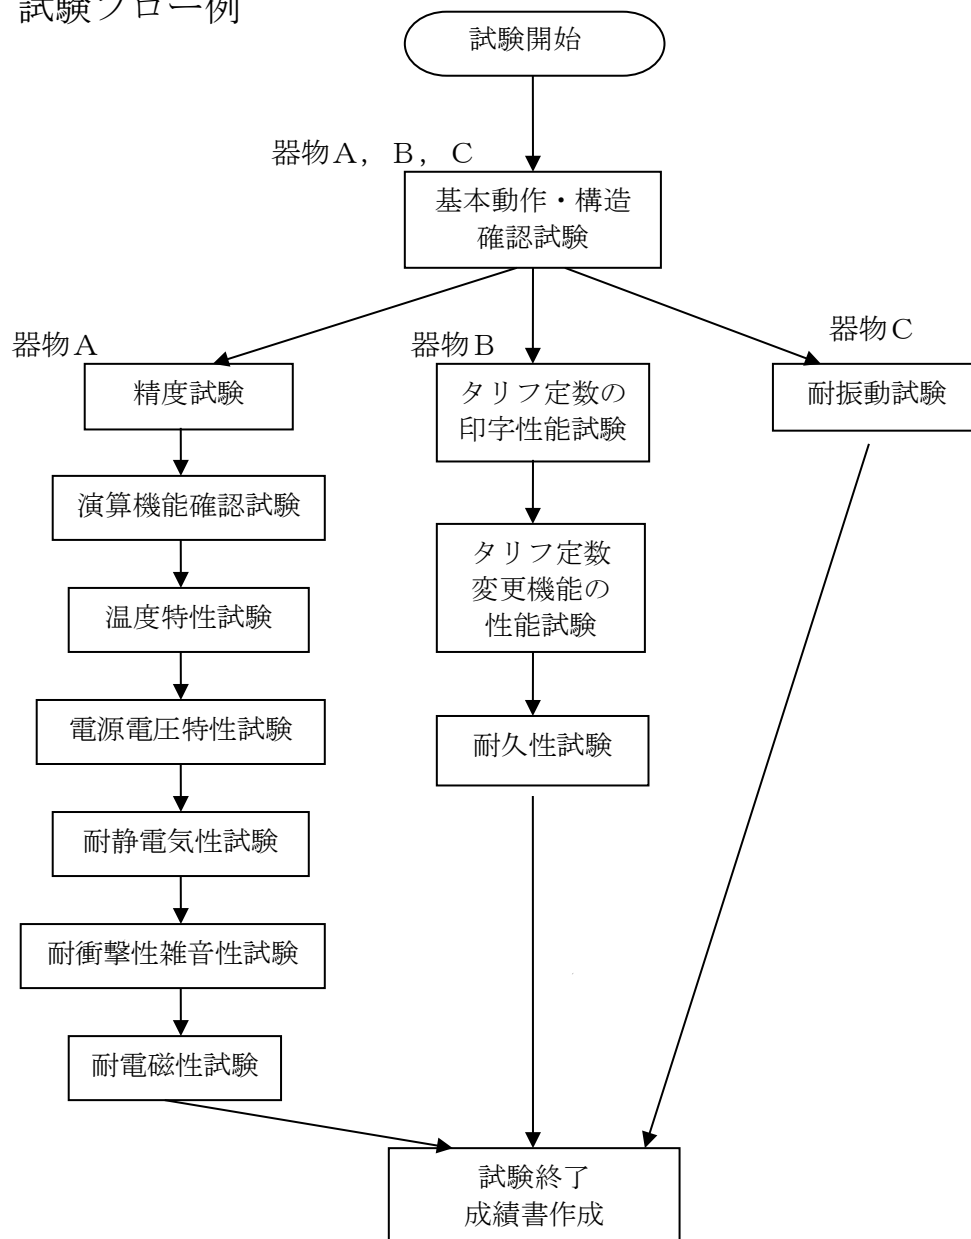 試験フロー例
試験開始
器物A，B，C
基本動作・構造
確認試験
器物A
器物B
器物C
精度試験
タリフ定数の
印字性能試験
耐振動試験
演算機能確認試験
タリフ定数
変更機能の
性能試験
温度特性試験
電源電圧特性試験
耐久性試験
耐静電気性試験
耐衝撃性雑音性試験
耐電磁性試験
試験終了
成績書作成